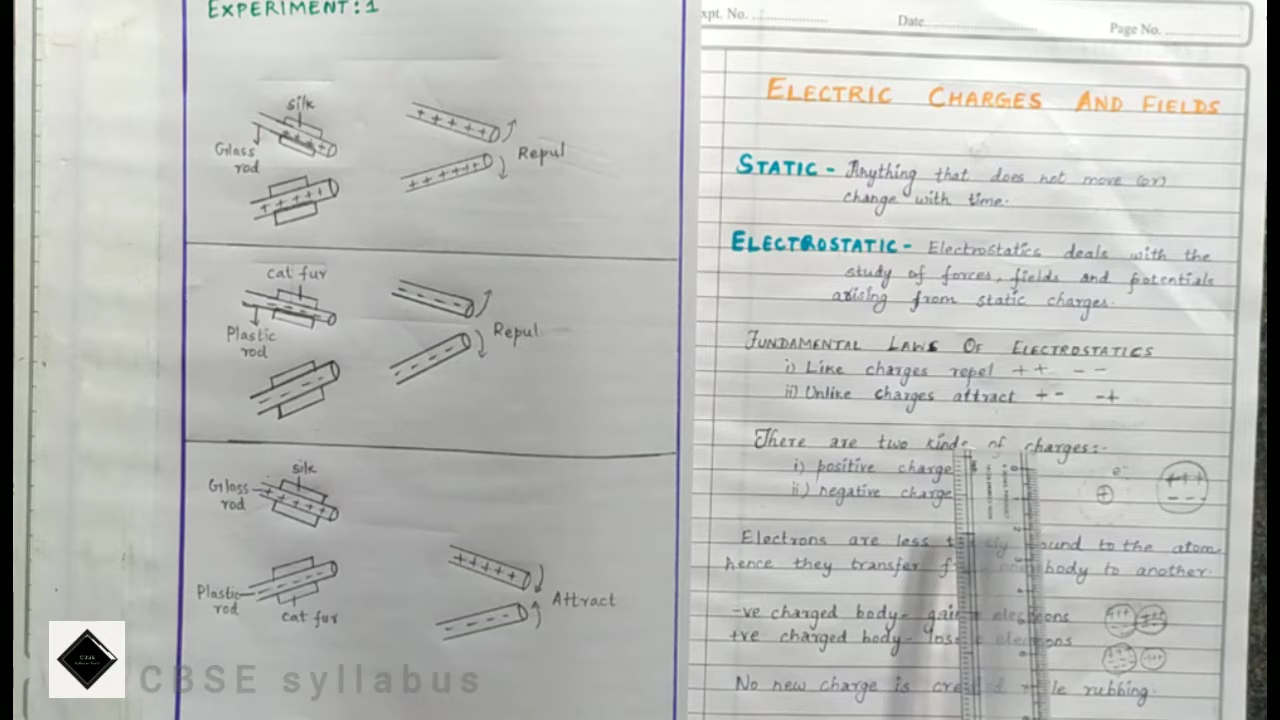 EXPERIMENT: 1
silk
Glass
rod
Repul
cat fur
Plastic
rod
Repul
silk
Glass
rod
Plastic
rod
cat fur
Attract
CBSE syllabus
xpt. No.
Date
Page No.
ELECTRIC CHARGES AND FIELDS
STATIC - Anything that does not move (or)
change with time.
ELECTROSTATIC - Electrostatics deals with the
study of forces, fields and potentials
arising from static charges.
FUNDAMENTAL LAWS OF ELECTROSTATICS
i) Like charges repel ++ --
ii) Unlike charges attract +- -+
There are two kinds of charges:-
i) positive charge
ii) negative charge
e-
Electrons are less bound to the atom
hence they transfer body to another.
-ve charged body - gain electrons
+ve charged body - lose electrons
No new charge is rubbing.